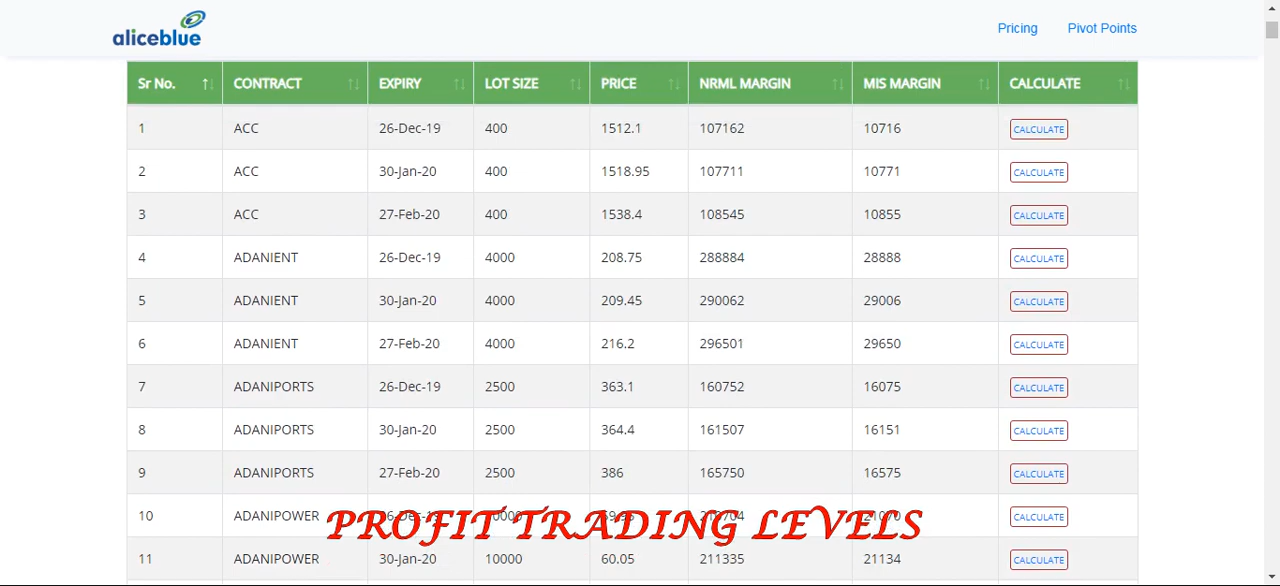 aliceblue Pricing Pivot Points
Sr No. CONTRACT EXPIRY LOT SIZE PRICE NRML MARGIN MIS MARGIN CALCULATE
1 ACC 26-Dec-19 400 1512.1 107162 10716 CALCULATE
2 ACC 30-Jan-20 400 1518.95 107711 10771 CALCULATE
3 ACC 27-Feb-20 400 1538.4 108545 10855 CALCULATE
4 ADANIENT 26-Dec-19 4000 208.75 288884 28888 CALCULATE
5 ADANIENT 30-Jan-20 4000 209.45 290062 29006 CALCULATE
6 ADANIENT 27-Feb-20 4000 216.2 296501 29650 CALCULATE
7 ADANIPORTS 26-Dec-19 2500 363.1 160752 16075 CALCULATE
8 ADANIPORTS 30-Jan-20 2500 364.4 161507 16151 CALCULATE
9 ADANIPORTS 27-Feb-20 2500 386 165750 16575 CALCULATE
10 ADANIPOWER CALCULATE
PROFIT TRADING LEVELS
11 ADANIPOWER 30-Jan-20 10000 60.05 211335 21134 CALCULATE